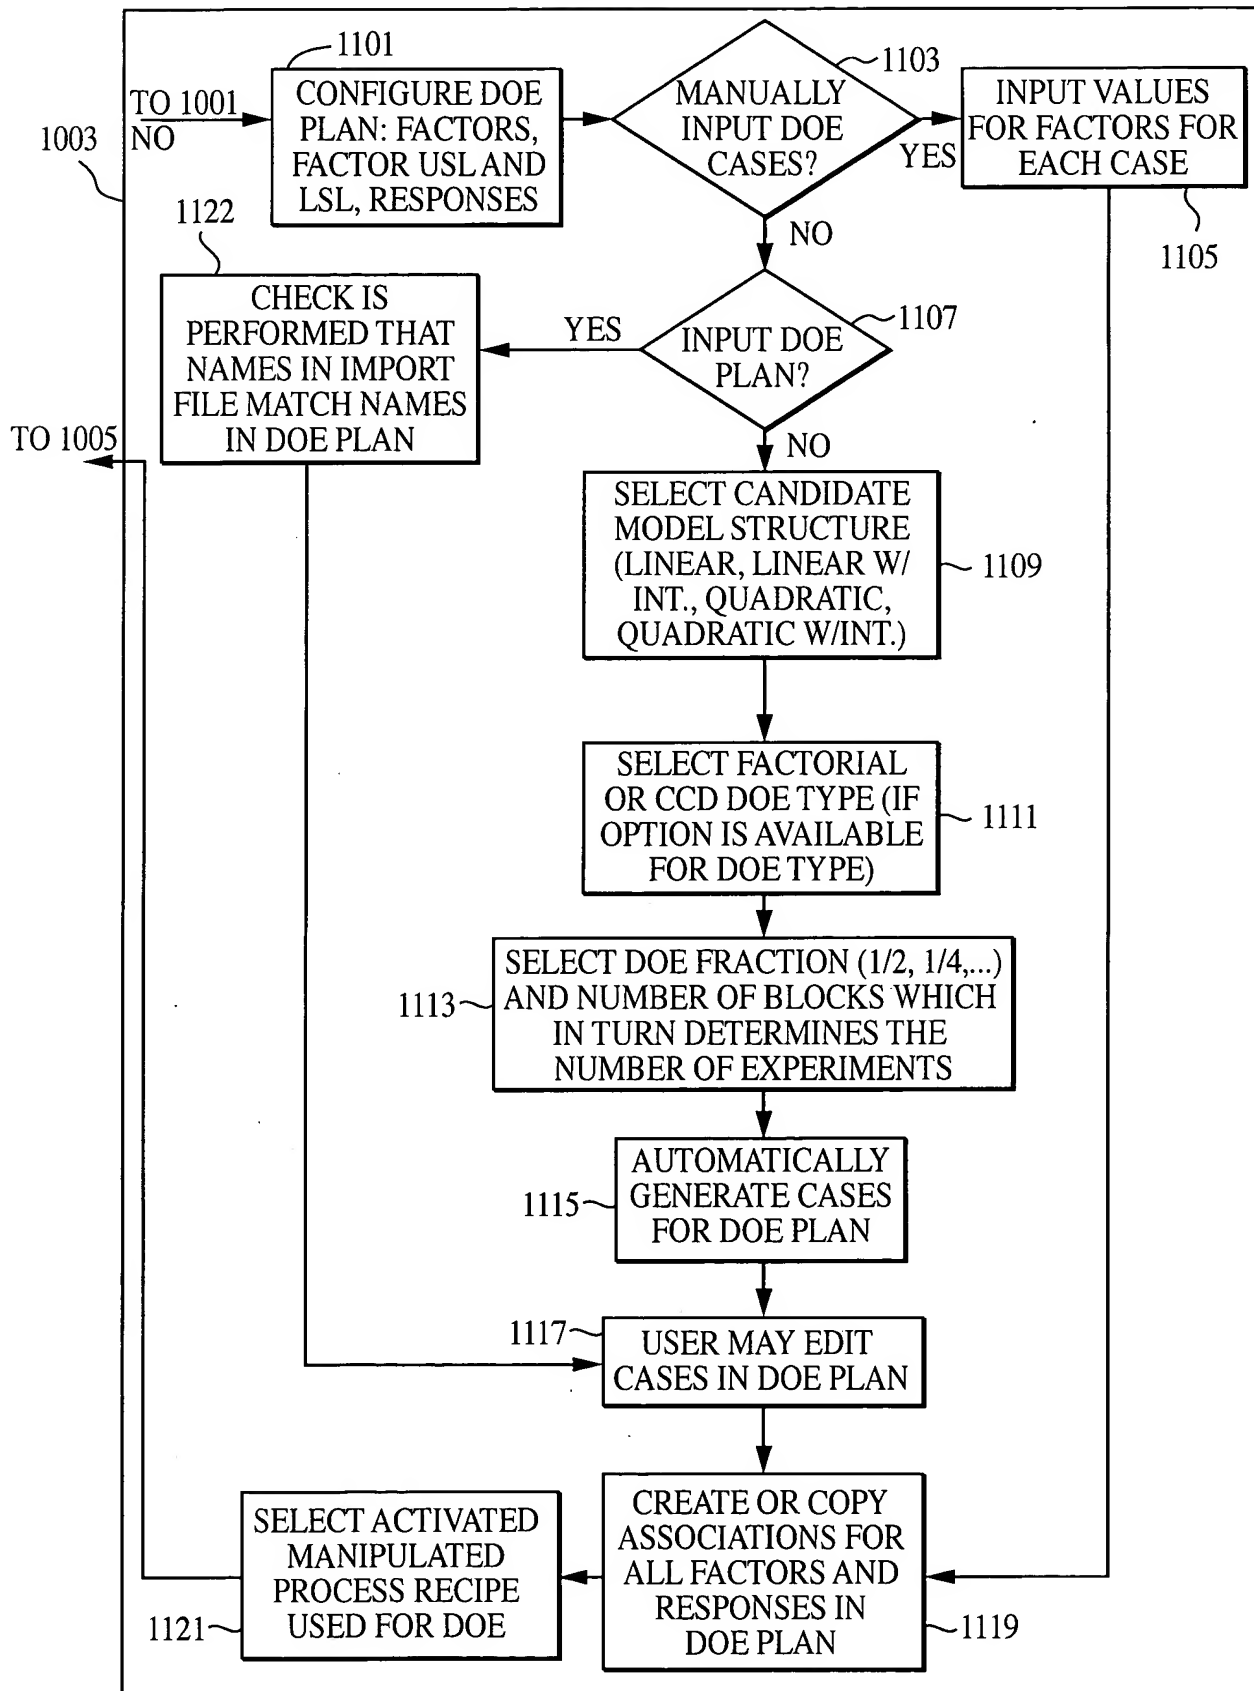 1101
TO 1001
NO
1003
CONFIGURE DOE
PLAN: FACTORS,
FACTOR USL AND
LSL, RESPONSES
1103
MANUALLY
INPUT DOE
CASES?
YES
NO
INPUT VALUES
FOR FACTORS FOR
EACH CASE
1105
1122
CHECK IS
PERFORMED THAT
NAMES IN IMPORT
FILE MATCH NAMES
IN DOE PLAN
YES
1107
INPUT DOE
PLAN?
NO
TO 1005
SELECT CANDIDATE
MODEL STRUCTURE
(LINEAR, LINEAR W/
INT., QUADRATIC,
QUADRATIC W/INT.)
1109
SELECT FACTORIAL
OR CCD DOE TYPE (IF
OPTION IS AVAILABLE
FOR DOE TYPE)
1111
SELECT DOE FRACTION (1/2, 1/4,...)
AND NUMBER OF BLOCKS WHICH
IN TURN DETERMINES THE
NUMBER OF EXPERIMENTS
1113
AUTOMATICALLY
GENERATE CASES
FOR DOE PLAN
1115
1117
USER MAY EDIT
CASES IN DOE PLAN
CREATE OR COPY
ASSOCIATIONS FOR
ALL FACTORS AND
RESPONSES IN
DOE PLAN
1119
SELECT ACTIVATED
MANIPULATED
PROCESS RECIPE
USED FOR DOE
1121